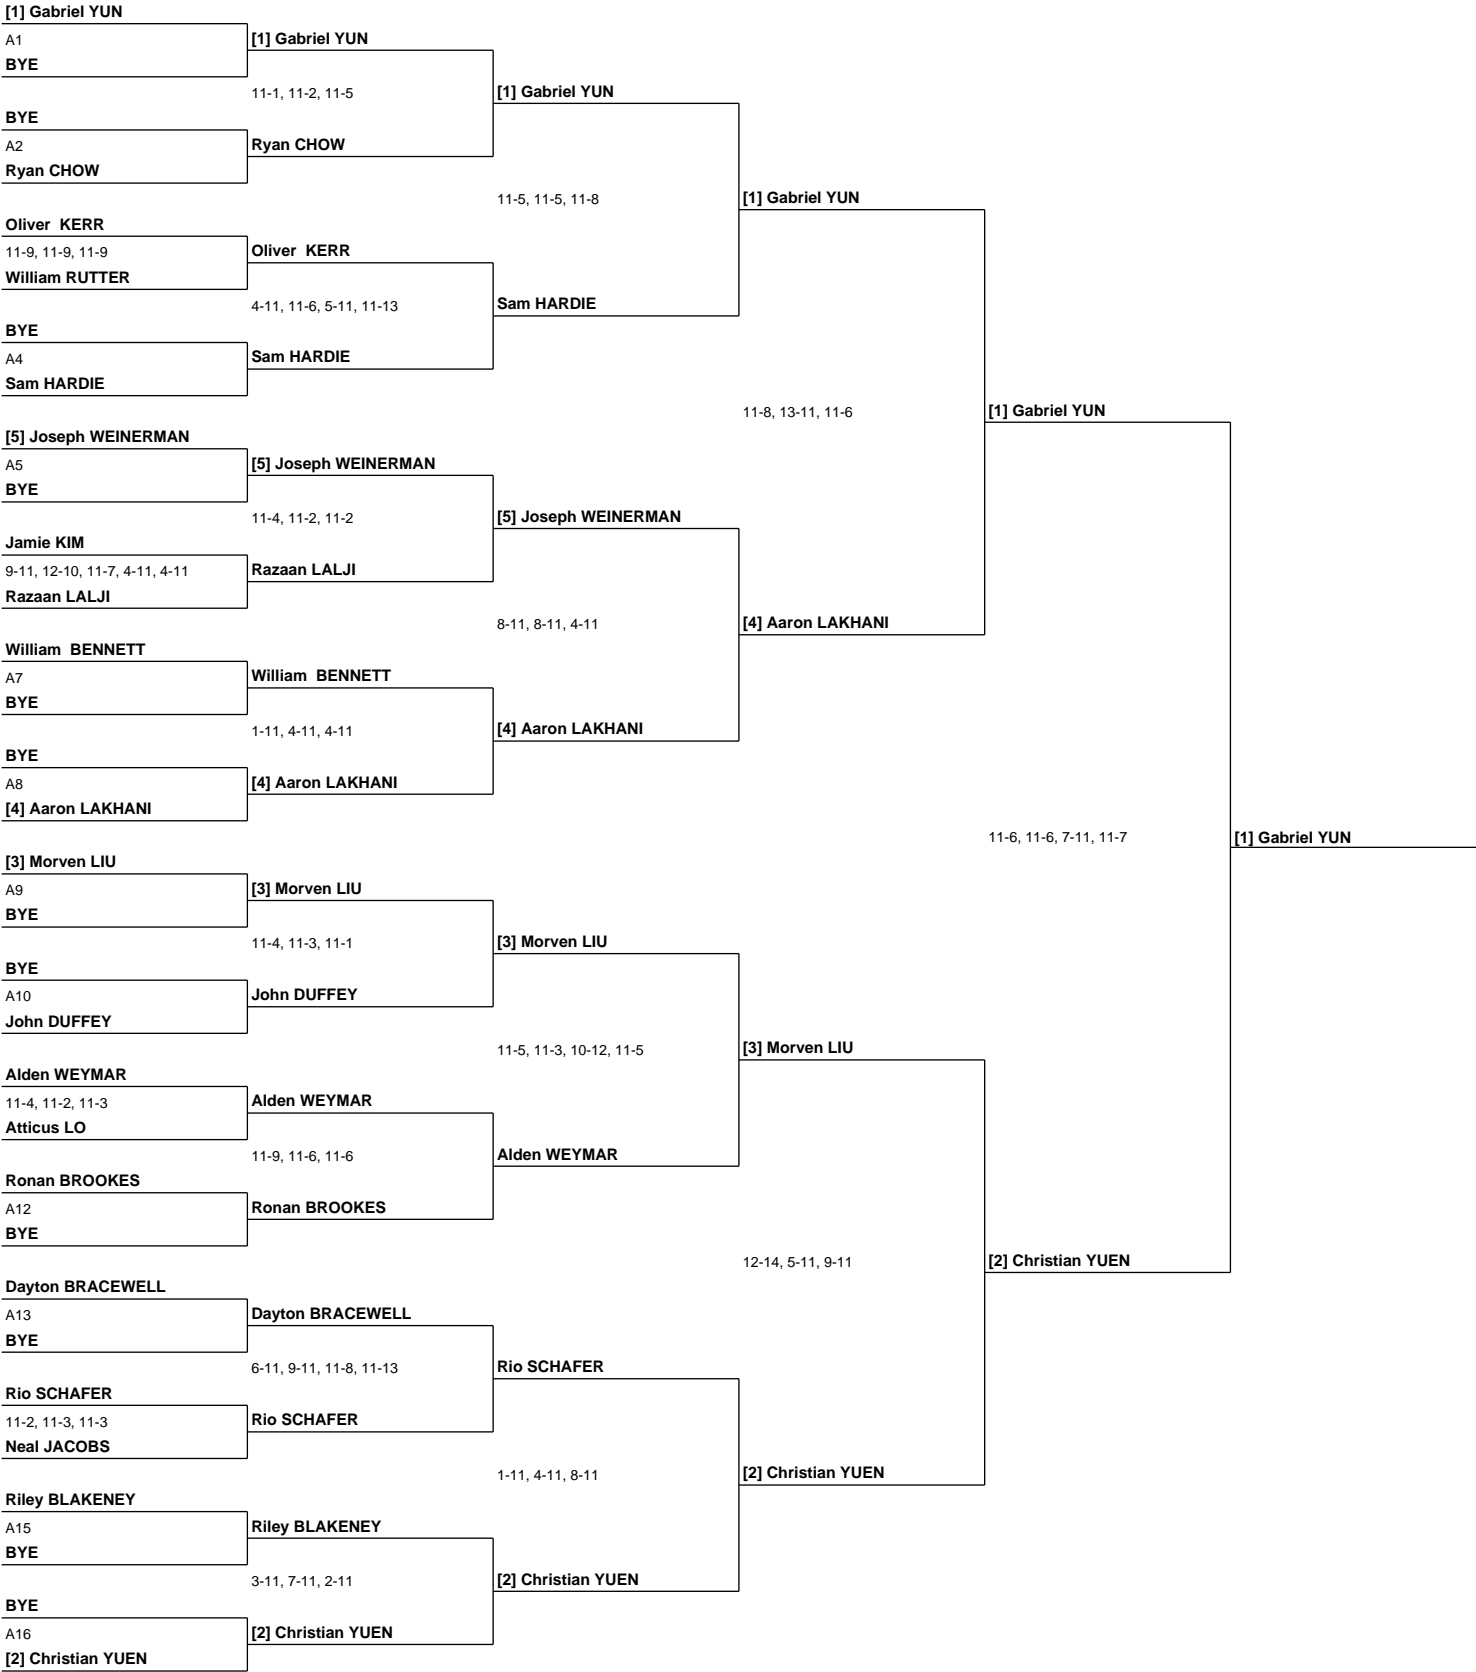 [1] Gabriel YUN
A1
BYE
[1] Gabriel YUN
11-1, 11-2, 11-5
[1] Gabriel YUN
BYE
A2
Ryan CHOW
Ryan CHOW
11-5, 11-5, 11-8
[1] Gabriel YUN
Oliver  KERR
11-9, 11-9, 11-9
William RUTTER
Oliver  KERR
4-11, 11-6, 5-11, 11-13
Sam HARDIE
BYE
A4
Sam HARDIE
Sam HARDIE
11-8, 13-11, 11-6
[1] Gabriel YUN
[5] Joseph WEINERMAN
A5
BYE
[5] Joseph WEINERMAN
11-4, 11-2, 11-2
[5] Joseph WEINERMAN
Jamie KIM
9-11, 12-10, 11-7, 4-11, 4-11
Razaan LALJI
Razaan LALJI
8-11, 8-11, 4-11
[4] Aaron LAKHANI
William  BENNETT
A7
BYE
William  BENNETT
1-11, 4-11, 4-11
[4] Aaron LAKHANI
BYE
A8
[4] Aaron LAKHANI
[4] Aaron LAKHANI
11-6, 11-6, 7-11, 11-7
[1] Gabriel YUN
[3] Morven LIU
A9
BYE
[3] Morven LIU
11-4, 11-3, 11-1
[3] Morven LIU
BYE
A10
John DUFFEY
John DUFFEY
11-5, 11-3, 10-12, 11-5
[3] Morven LIU
Alden WEYMAR
11-4, 11-2, 11-3
Atticus LO
Alden WEYMAR
11-9, 11-6, 11-6
Alden WEYMAR
Ronan BROOKES
A12
BYE
Ronan BROOKES
12-14, 5-11, 9-11
[2] Christian YUEN
Dayton BRACEWELL
A13
BYE
Dayton BRACEWELL
6-11, 9-11, 11-8, 11-13
Rio SCHAFER
Rio SCHAFER
11-2, 11-3, 11-3
Neal JACOBS
Rio SCHAFER
1-11, 4-11, 8-11
[2] Christian YUEN
Riley BLAKENEY
A15
BYE
Riley BLAKENEY
3-11, 7-11, 2-11
[2] Christian YUEN
BYE
A16
[2] Christian YUEN
[2] Christian YUEN